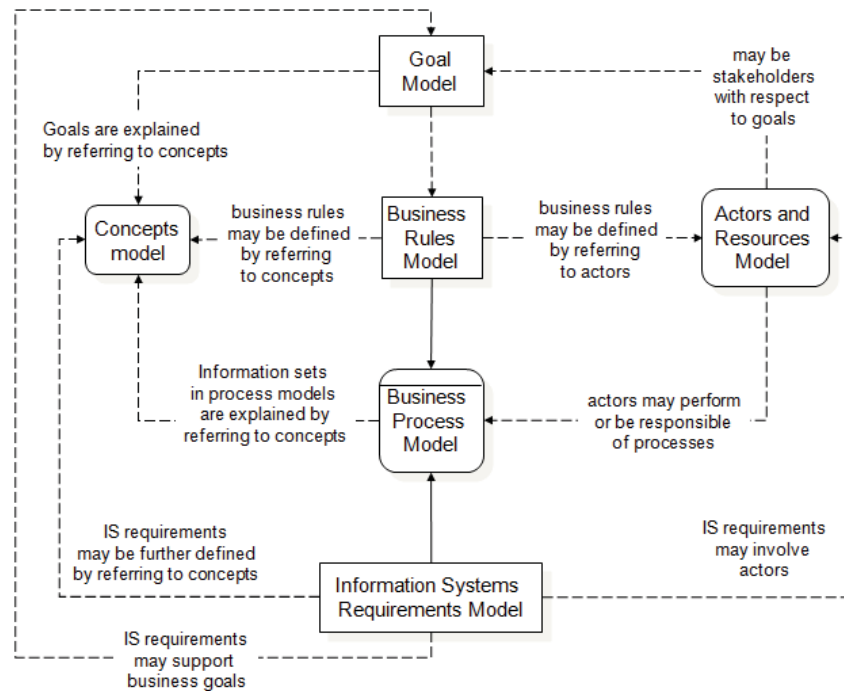 Goal
Model
may be
stakeholders
with respect
to goals
Goals are explained
by referring to concepts
Concepts
model
business rules
may be defined
by referring
to concepts
Business
Rules
Model
business rules
may be defined
by referring
to actors
Actors and
Resources
Model
Information sets
in process models
are explained by
referring to concepts
Business
Process
Model
actors may perform
or be responsible
of processes
IS requirements
may be further defined
by referring to concepts
IS requirements
may involve
actors
Information Systems
Requirements Model
IS requirements
may support
business goals